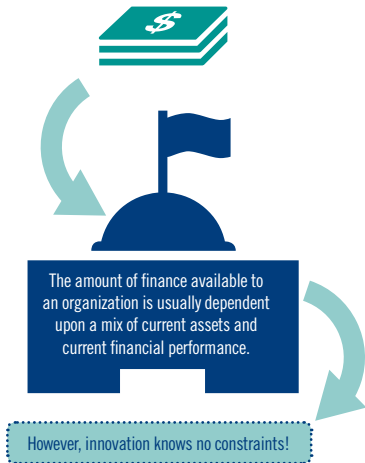 $
The amount of finance available to
an organization is usually dependent
upon a mix of current assets and
current financial performance.
However, innovation knows no constraints!